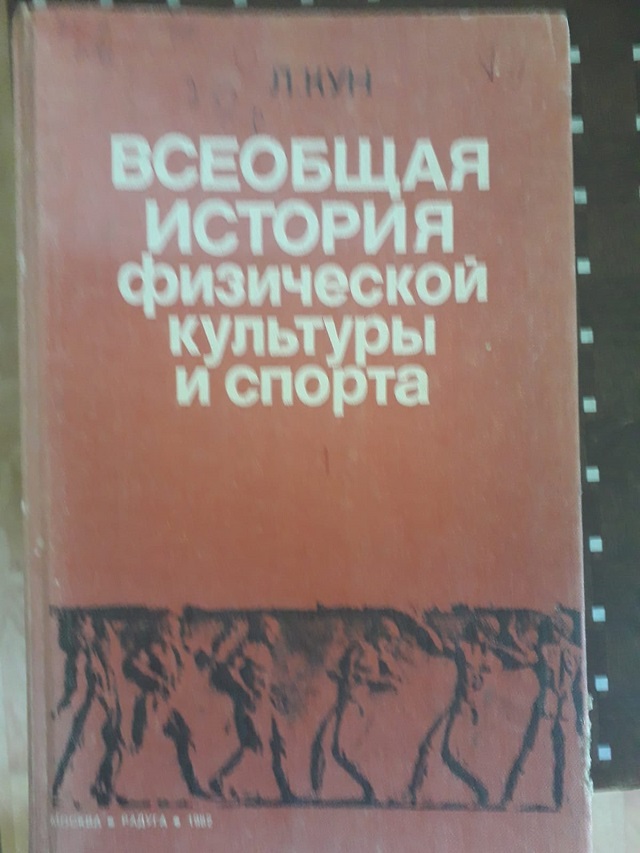 Л. КУН
ВСЕОБЩАЯ
ИСТОРИЯ
физической
культуры
и спорта
МОСКВА РАДУГА